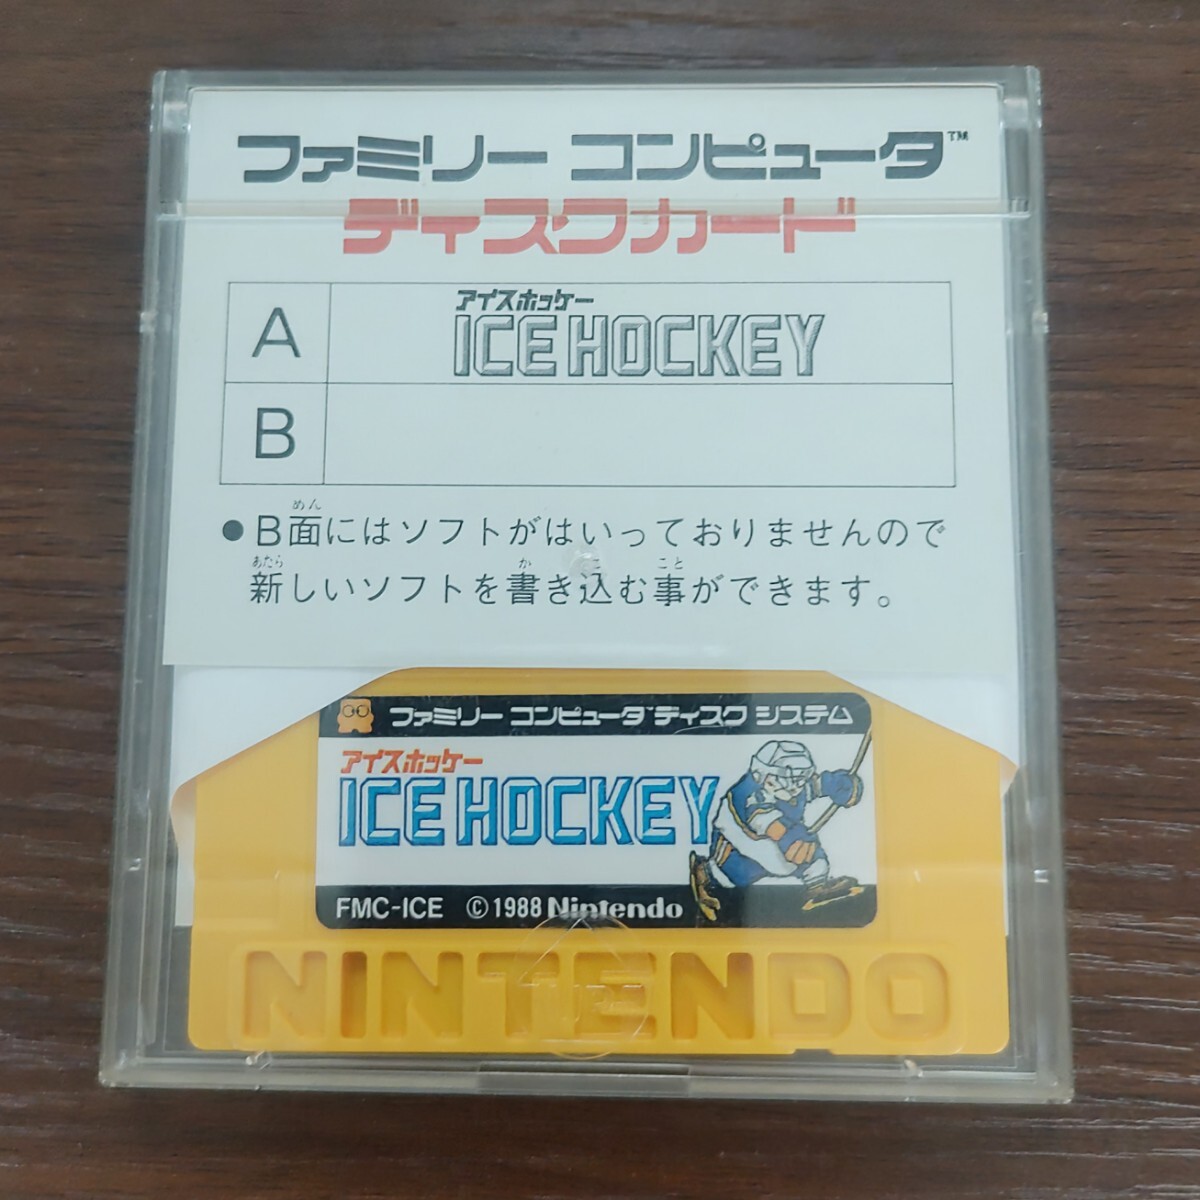 ファミリー コンピュータ™
ディスクカード
A
アイスホッケー
ICE HOCKEY
B
めん
●B面にはソフトがはいっておりませんので
あたら か こ こと
新しいソフトを書き込む事ができます。
ファミリー コンピュータ™ ディスク システム
アイスホッケー
ICE HOCKEY
FMC-ICE © 1988 Nintendo
NINTENDO